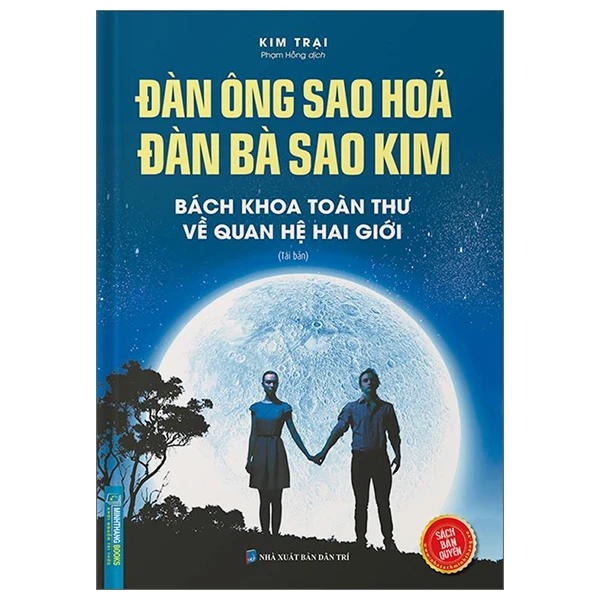 KIM TRẠI
Phạm Hồng dịch
ĐÀN ÔNG SAO HOẢ
ĐÀN BÀ SAO KIM
BÁCH KHOA TOÀN THƯ
VỀ QUAN HỆ HAI GIỚI
(Tái bản)
MINHTHANG BOOKS
SÁCH BẢN QUYỀN
NHÀ XUẤT BẢN DÂN TRÍ